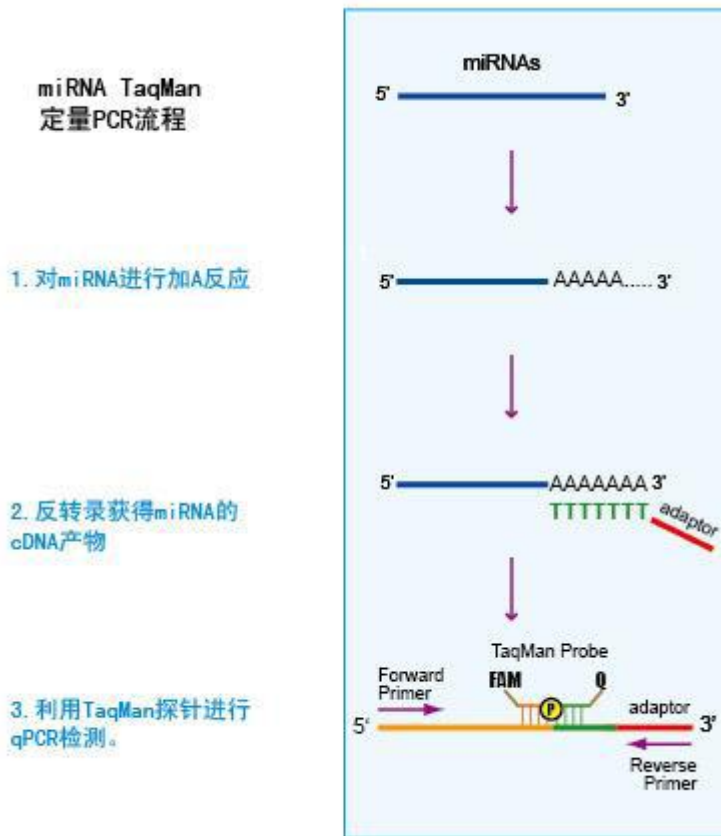 miRNA TaqMan
定量PCR流程
miRNAs
5' 3'
1. 对miRNA进行加A反应
5' AAAAA..... 3'
5' AAAAAAA 3'
TTTTTTT adaptor
2. 反转录获得miRNA的
cDNA产物
TaqMan Probe
Forward
Primer
FAM Q
P
3. 利用TaqMan探针进行
qPCR检测。
adaptor
5' 3'
Reverse
Primer